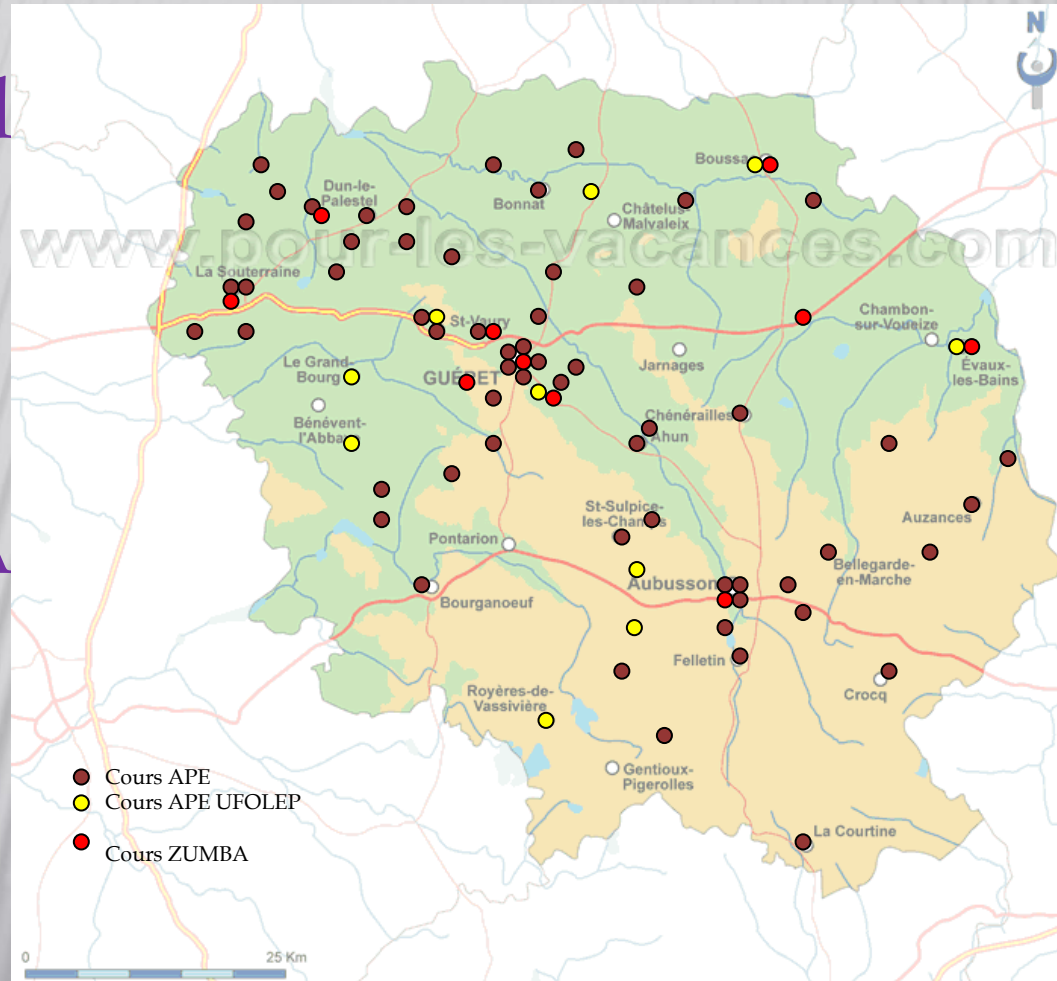 N
Boussa
Dun-le-
Palestel
Bonnat
Châtelus-
Malvaleix
www.pour-les-vacances.com
La Souterraine
St-Vaury
Chambon-
sur-Voueize
Le Grand-
Bourg
GUÉRET
Jarnages
Évaux-
les-Bains
Bénévent-
l'Abbay
Chénérailles
Ahun
St-Sulpice-
les-Champs
Auzances
Pontarion
Bellegarde-
en-Marche
Aubusson
Bourganoeuf
Felletin
Crocq
Royères-de-
Vassivière
Gentioux-
Pigerolles
Cours APE
Cours APE UFOLEP
Cours ZUMBA
La Courtine
0
25 Km